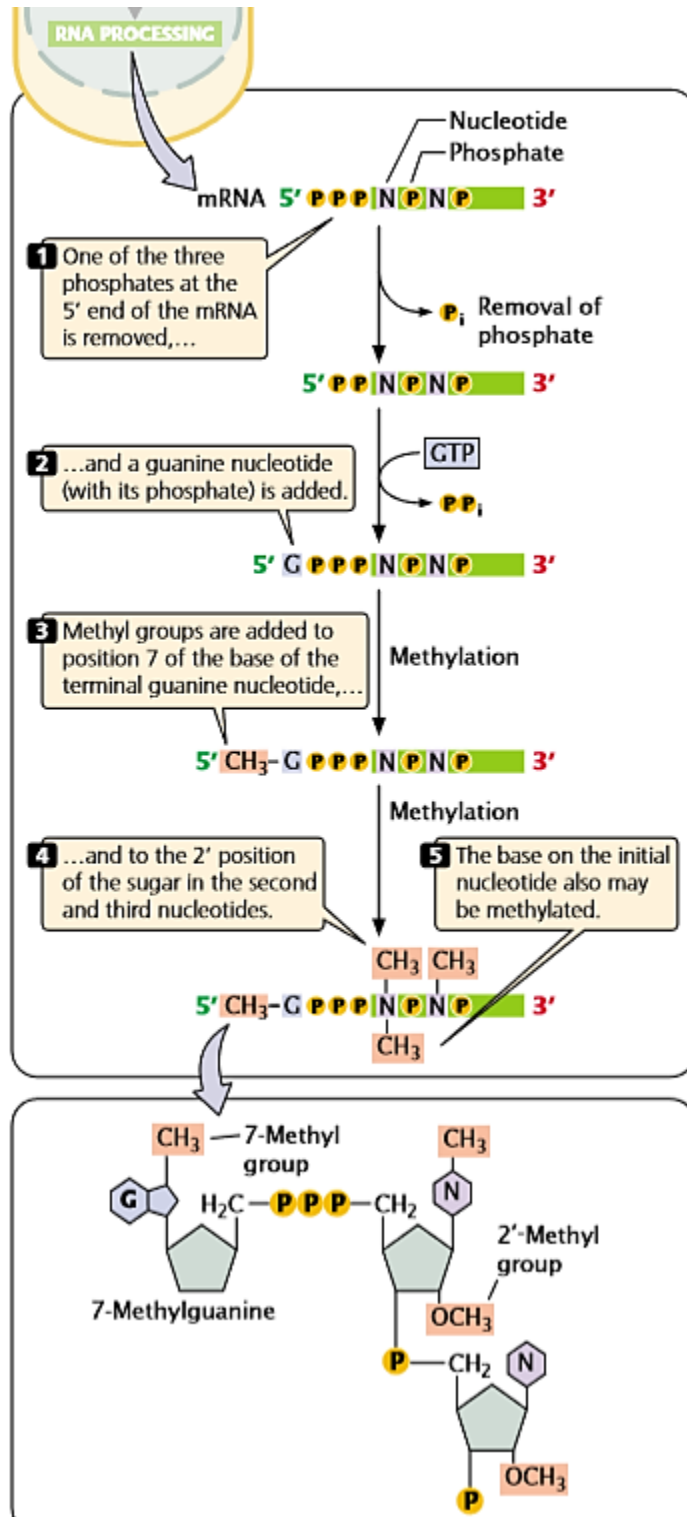 RNA PROCESSING
Nucleotide
Phosphate
mRNA 5′ P P P N P N P 3′
1 One of the three
phosphates at the
5′ end of the mRNA
is removed,...
Pi Removal of
phosphate
5′ P P N P N P 3′
2 ...and a guanine nucleotide
(with its phosphate) is added.
GTP
P Pi
5′ G P P P N P N P 3′
3 Methyl groups are added to
position 7 of the base of the
terminal guanine nucleotide,...
Methylation
5′ CH3–G P P P N P N P 3′
Methylation
4 ...and to the 2′ position
of the sugar in the second
and third nucleotides.
5 The base on the initial
nucleotide also may
be methylated.
CH3 CH3
5′ CH3–G P P P N P N P 3′
CH3
CH3 7-Methyl
group
CH3
G
H2C–P P P–CH2
N
7-Methylguanine
2′-Methyl
group
OCH3
P–CH2
N
OCH3
P